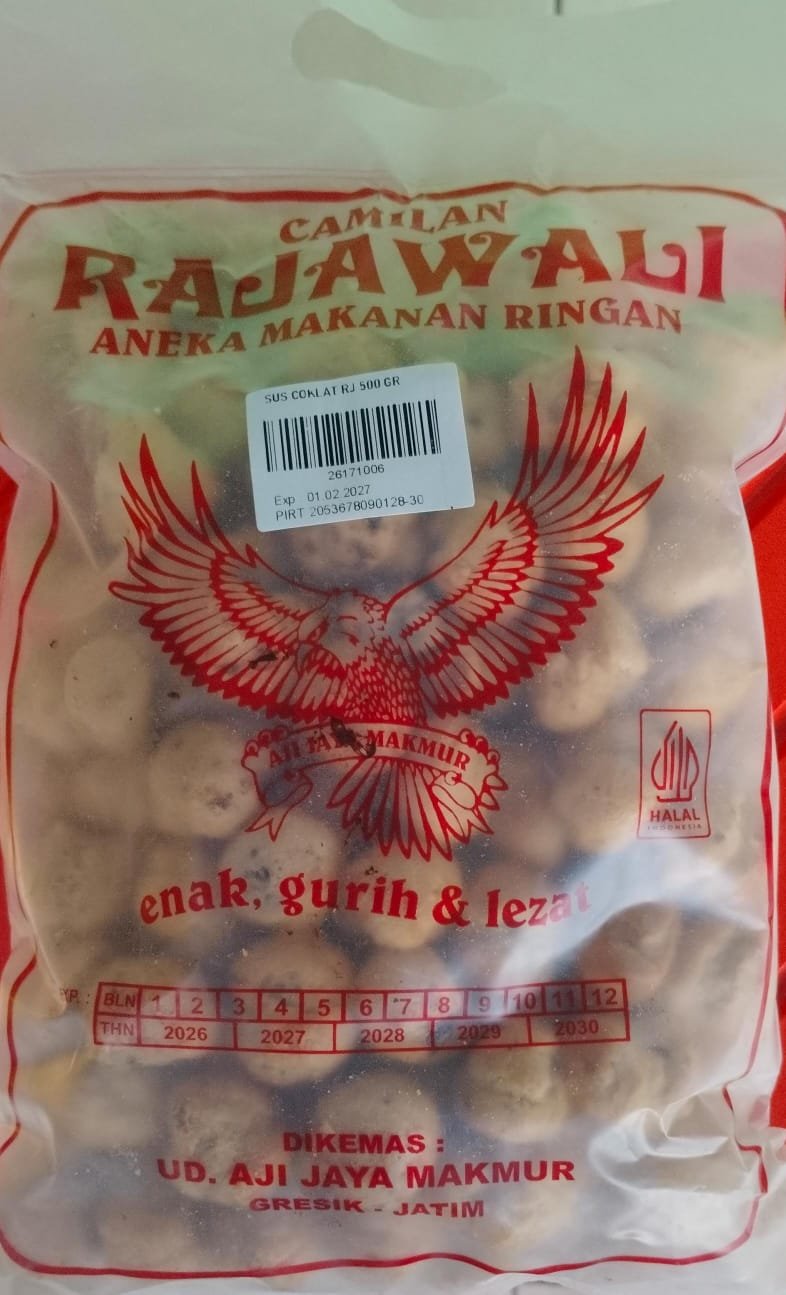 CAMILAN
RAJAWALI
ANEKA MAKANAN RINGAN
SUS COKLAT RJ 500 GR
26171006
Exp 01 02 2027
PIRT 2053678090128-30
AJI JAYA MAKMUR
HALAL
INDONESIA
enak, gurih & lezat
EXP. : BLN 1 2 3 4 5 6 7 8 9 10 11 12
THN 2026 2027 2028 2029 2030
DIKEMAS :
UD. AJI JAYA MAKMUR
GRESIK - JATIM